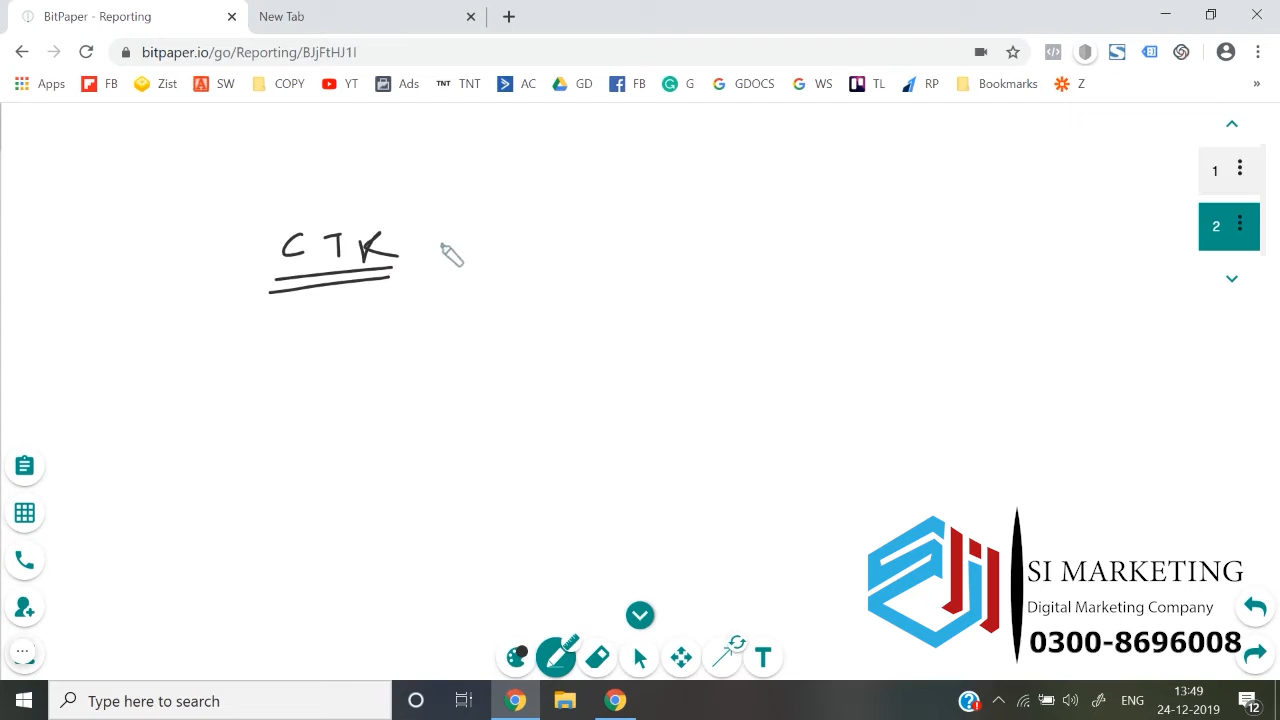 BitPaper - Reporting
New Tab
bitpaper.io/go/Reporting/BJjFtHJ1I
Apps FB Zist SW COPY YT Ads TNT TNT AC GD FB G GDOCS WS TL RP Bookmarks Z »
1
2
C T K
SI MARKETING
Digital Marketing Company
0300-8696008
T
Type here to search
ENG
13:49
24-12-2019
12